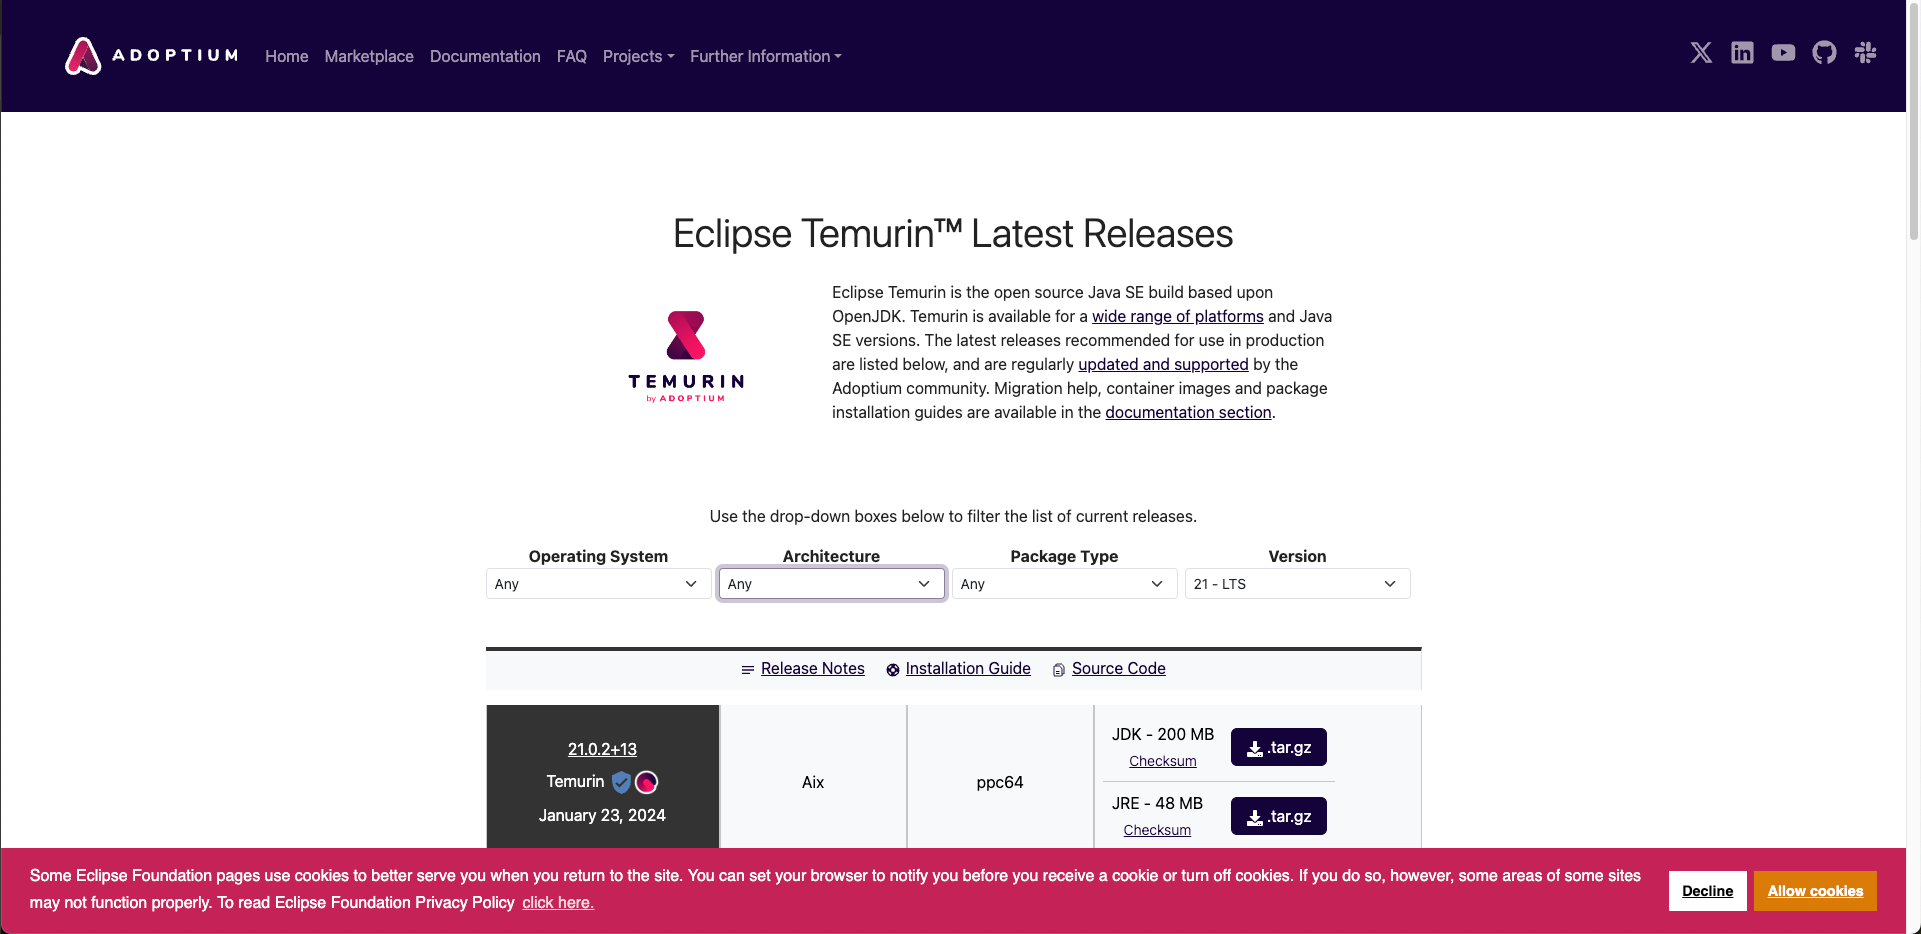 ADOPTIUM Home Marketplace Documentation FAQ Projects Further Information
Eclipse Temurin™ Latest Releases
TEMURIN
by ADOPTIUM
Eclipse Temurin is the open source Java SE build based upon
OpenJDK. Temurin is available for a wide range of platforms and Java
SE versions. The latest releases recommended for use in production
are listed below, and are regularly updated and supported by the
Adoptium community. Migration help, container images and package
installation guides are available in the documentation section.
Use the drop-down boxes below to filter the list of current releases.
Operating System Architecture Package Type Version
Any Any Any 21 - LTS
Release Notes Installation Guide Source Code
21.0.2+13
Temurin
January 23, 2024
Aix
ppc64
JDK - 200 MB
Checksum
.tar.gz
JRE - 48 MB
Checksum
.tar.gz
Some Eclipse Foundation pages use cookies to better serve you when you return to the site. You can set your browser to notify you before you receive a cookie or turn off cookies. If you do so, however, some areas of some sites
may not function properly. To read Eclipse Foundation Privacy Policy click here.
Decline Allow cookies